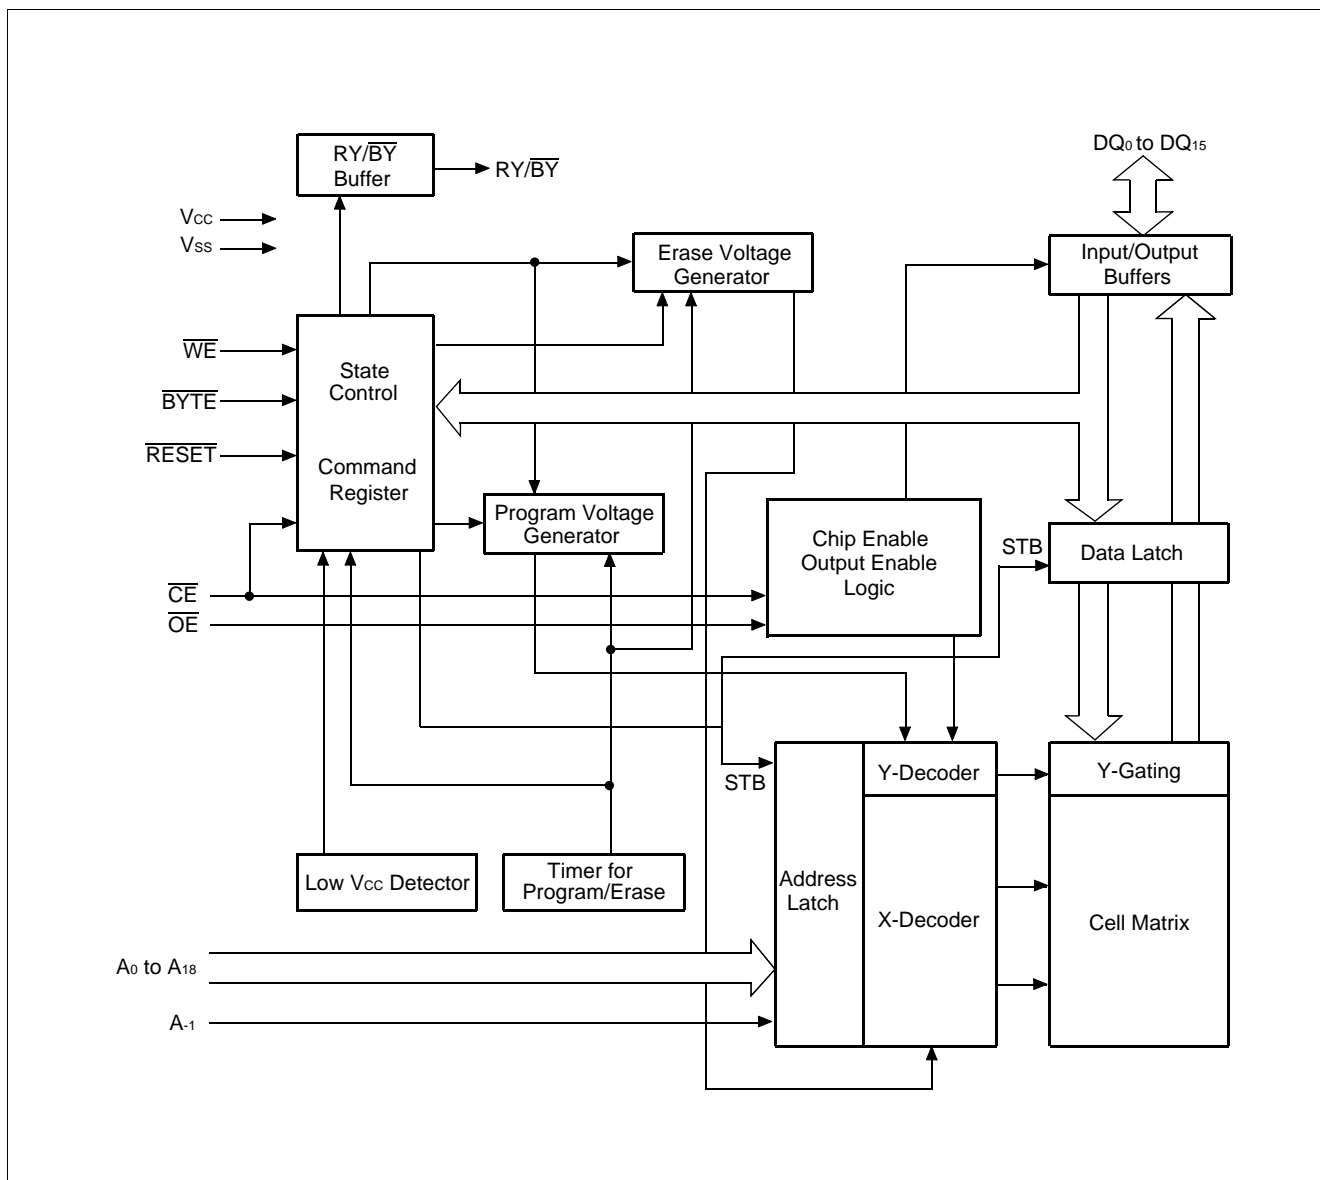 RY/BY
Buffer
RY/BY
DQ0 to DQ15
VCC
VSS
Erase Voltage
Generator
Input/Output
Buffers
WE
State
Control
BYTE
RESET
Command
Register
Program Voltage
Generator
Chip Enable
Output Enable
Logic
STB
Data Latch
CE
OE
STB
Y-Decoder
Y-Gating
Low VCC Detector
Timer for
Program/Erase
Address
Latch
X-Decoder
Cell Matrix
A0 to A18
A-1